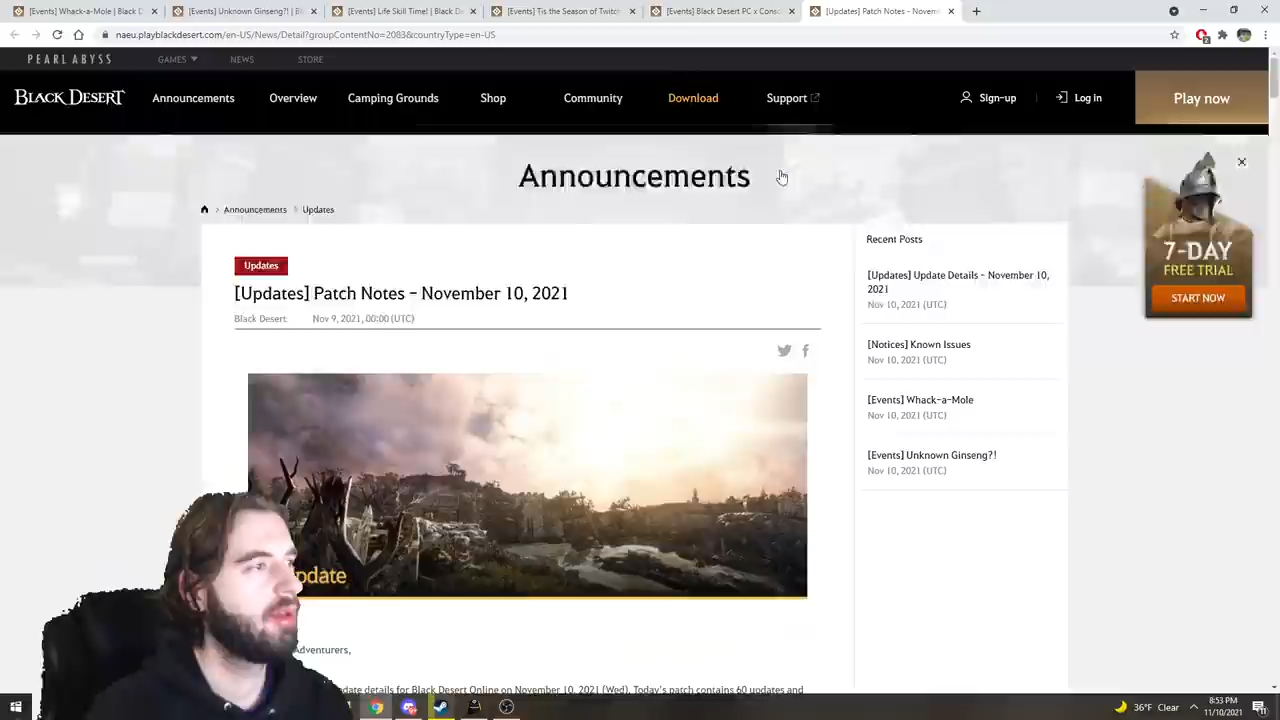 [Events] Whack-a-Mole | Black D
[Events] Unknown Ginseng?! | Bl
[Events] Life Skill Time! | Black De
[Events] Tis the Season of Twitch
[Events] Black Desert PC x Conso
[Updates] Patch Notes - Novem
naeu.playblackdesert.com/en-US/News/Detail?groupContentNo=2083&countryType=en-US
2
PEARL ABYSS
GAMES
NEWS
STORE
BLACK DESERT
Announcements
Overview
Camping Grounds
Shop
Community
Download
Support
Sign-up
Log in
Play now
Announcements
Announcements
Updates
Updates
[Updates] Patch Notes - November 10, 2021
Black Desert
Nov 9, 2021, 00:00 (UTC)
Recent Posts
[Updates] Update Details - November 10,
2021
Nov 10, 2021 (UTC)
[Notices] Known Issues
Nov 10, 2021 (UTC)
[Events] Whack-a-Mole
Nov 10, 2021 (UTC)
[Events] Unknown Ginseng?!
Nov 10, 2021 (UTC)
7-DAY
FREE TRIAL
START NOW
pdate
Adventurers,
pdate details for Black Desert Online on November 10, 2021 (Wed). Today's patch contains 60 updates and
36°F Clear
8:53 PM
11/10/2021